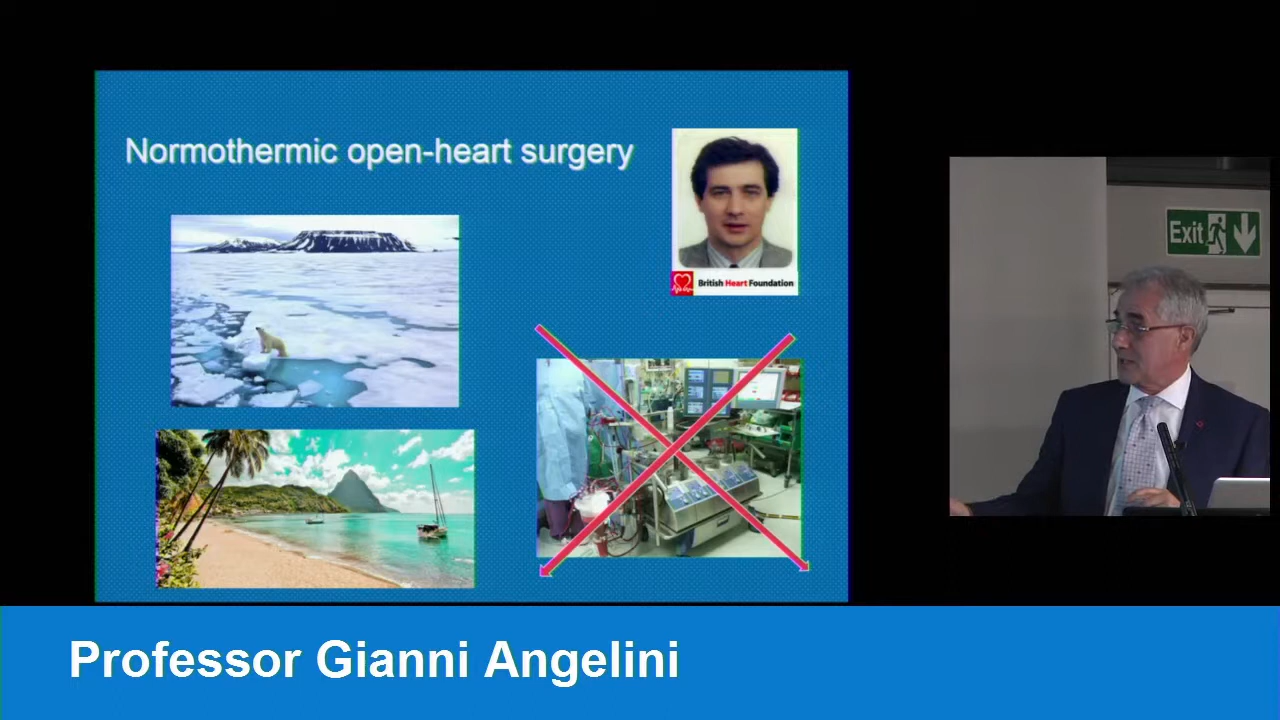 Normothermic open-heart surgery
British Heart Foundation
Exit
Professor Gianni Angelini